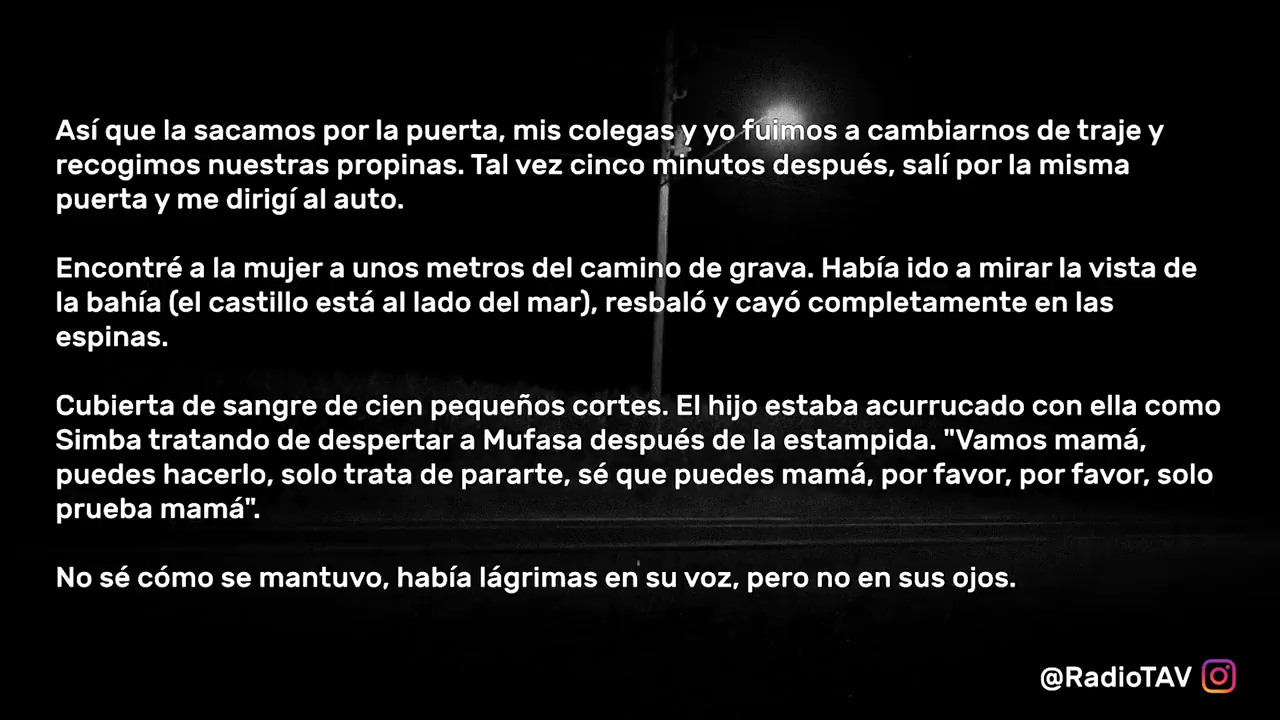 Así que la sacamos por la puerta, mis colegas y yo fuimos a cambiarnos de traje y
recogimos nuestras propinas. Tal vez cinco minutos después, salí por la misma
puerta y me dirigí al auto.
Encontré a la mujer a unos metros del camino de grava. Había ido a mirar la vista de
la bahía (el castillo está al lado del mar), resbaló y cayó completamente en las
espinas.
Cubierta de sangre de cien pequeños cortes. El hijo estaba acurrucado con ella como
Simba tratando de despertar a Mufasa después de la estampida. "Vamos mamá,
puedes hacerlo, solo trata de pararte, sé que puedes mamá, por favor, por favor, solo
prueba mamá".
No sé cómo se mantuvo, había lágrimas en su voz, pero no en sus ojos.
@RadioTAV